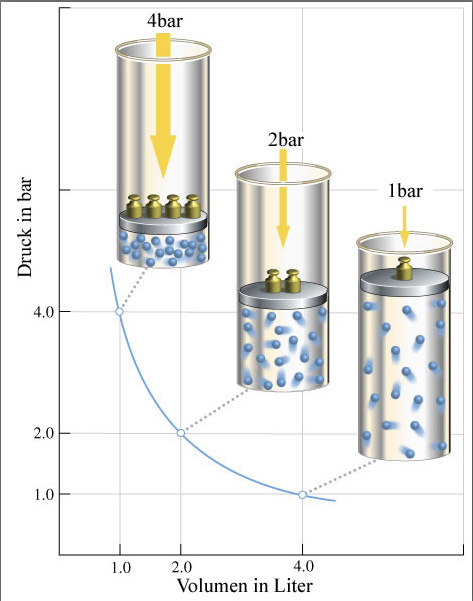 4bar
2bar
1bar
Druck in bar
4.0
2.0
1.0
1.0 2.0 4.0
Volumen in Liter